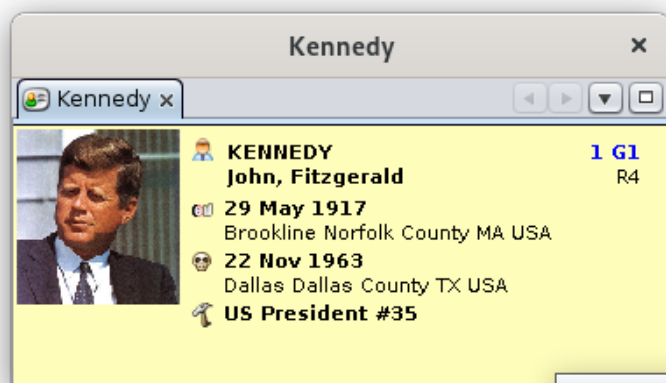 Kennedy
Kennedy
KENNEDY 1 G1
John, Fitzgerald R4
29 May 1917
Brookline Norfolk County MA USA
22 Nov 1963
Dallas Dallas County TX USA
US President #35